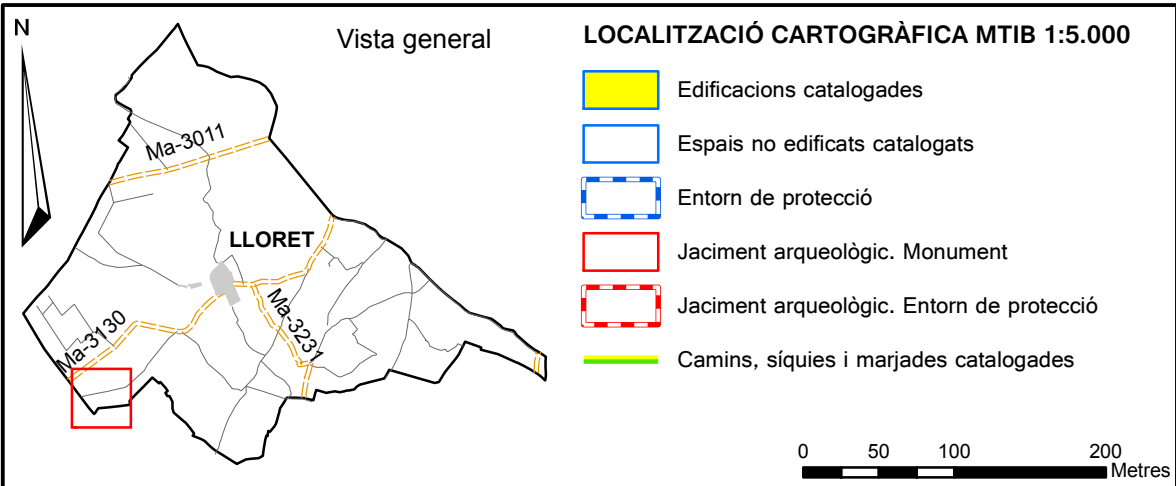 N
Vista general
Ma-3011
LLORET
Ma-3231
Ma-3130
LOCALITZACIÓ CARTOGRÀFICA MTIB 1:5.000
Edificacions catalogades
Espais no edificats catalogats
Entorn de protecció
Jaciment arqueològic. Monument
Jaciment arqueològic. Entorn de protecció
Camins, síquies i marjades catalogades
0 50 100 200
Metres